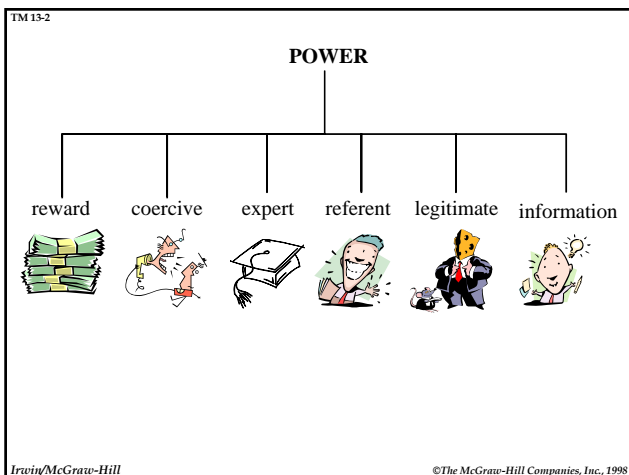 TM 13-2
POWER
reward coercive expert referent legitimate information
Irwin/McGraw-Hill ©The McGraw-Hill Companies, Inc., 1998